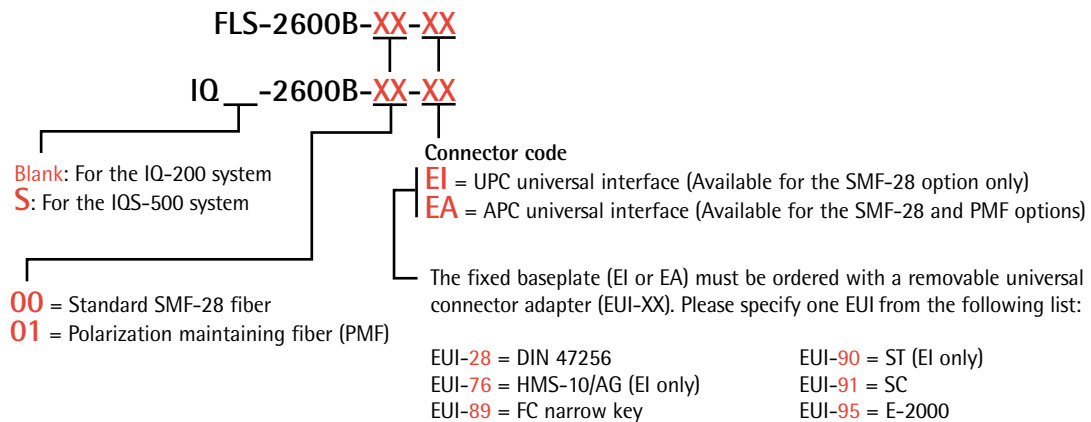 FLS-2600B-XX-XX
IQ__-2600B-XX-XX
Blank: For the IQ-200 system
S: For the IQS-500 system
Connector code
EI = UPC universal interface (Available for the SMF-28 option only)
EA = APC universal interface (Available for the SMF-28 and PMF options)
00 = Standard SMF-28 fiber
01 = Polarization maintaining fiber (PMF)
The fixed baseplate (EI or EA) must be ordered with a removable universal
connector adapter (EUI-XX). Please specify one EUI from the following list:
EUI-28 = DIN 47256
EUI-76 = HMS-10/AG (EI only)
EUI-89 = FC narrow key
EUI-90 = ST (EI only)
EUI-91 = SC
EUI-95 = E-2000